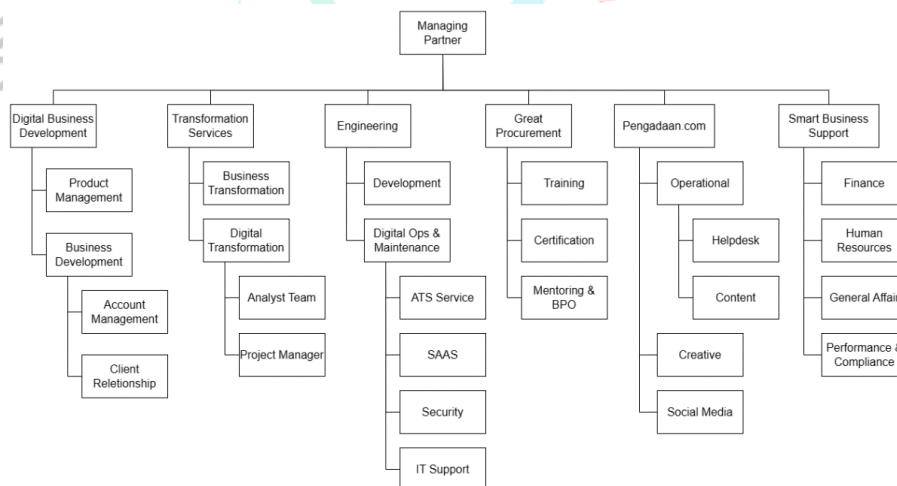 Managing
Partner
Digital Business
Development
Transformation
Services
Engineering
Great
Procurement
Pengadaan.com
Smart Business
Support
Product
Management
Business
Transformation
Development
Training
Operational
Finance
Business
Development
Digital
Transformation
Digital Ops &
Maintenance
Certification
Helpdesk
Human
Resources
Account
Management
Analyst Team
ATS Service
Mentoring &
BPO
Content
General Affair
Client
Reletionship
Project Manager
SAAS
Creative
Performance &
Compliance
Security
Social Media
IT Support